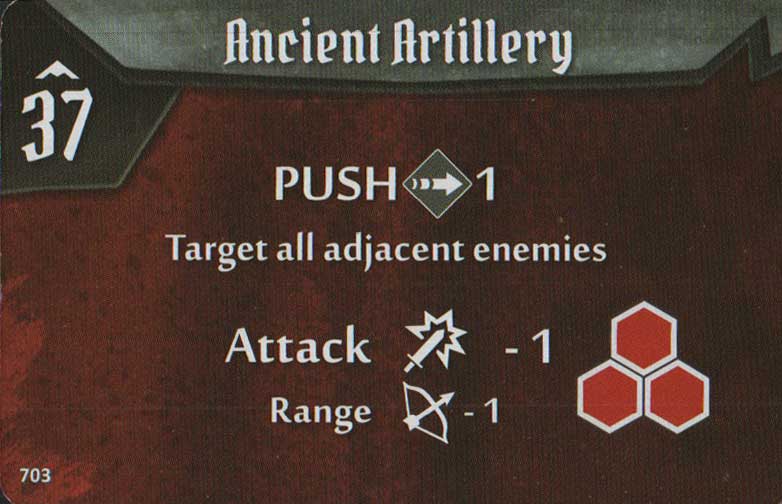 Ancient Artillery
37
PUSH 1
Target all adjacent enemies
Attack - 1
Range - 1
703